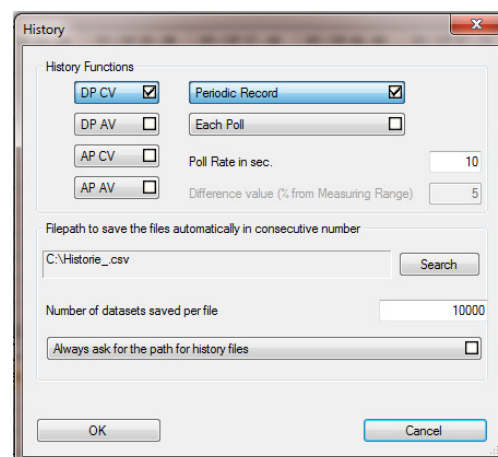 History
History Functions
DP CV
Periodic Record
DP AV
Each Poll
AP CV
Poll Rate in sec.
10
AP AV
Difference value (% from Measuring Range)
5
Filepath to save the files automatically in consecutive number
C:\Historie_.csv
Search
Number of datasets saved per file
10000
Always ask for the path for history files
OK
Cancel